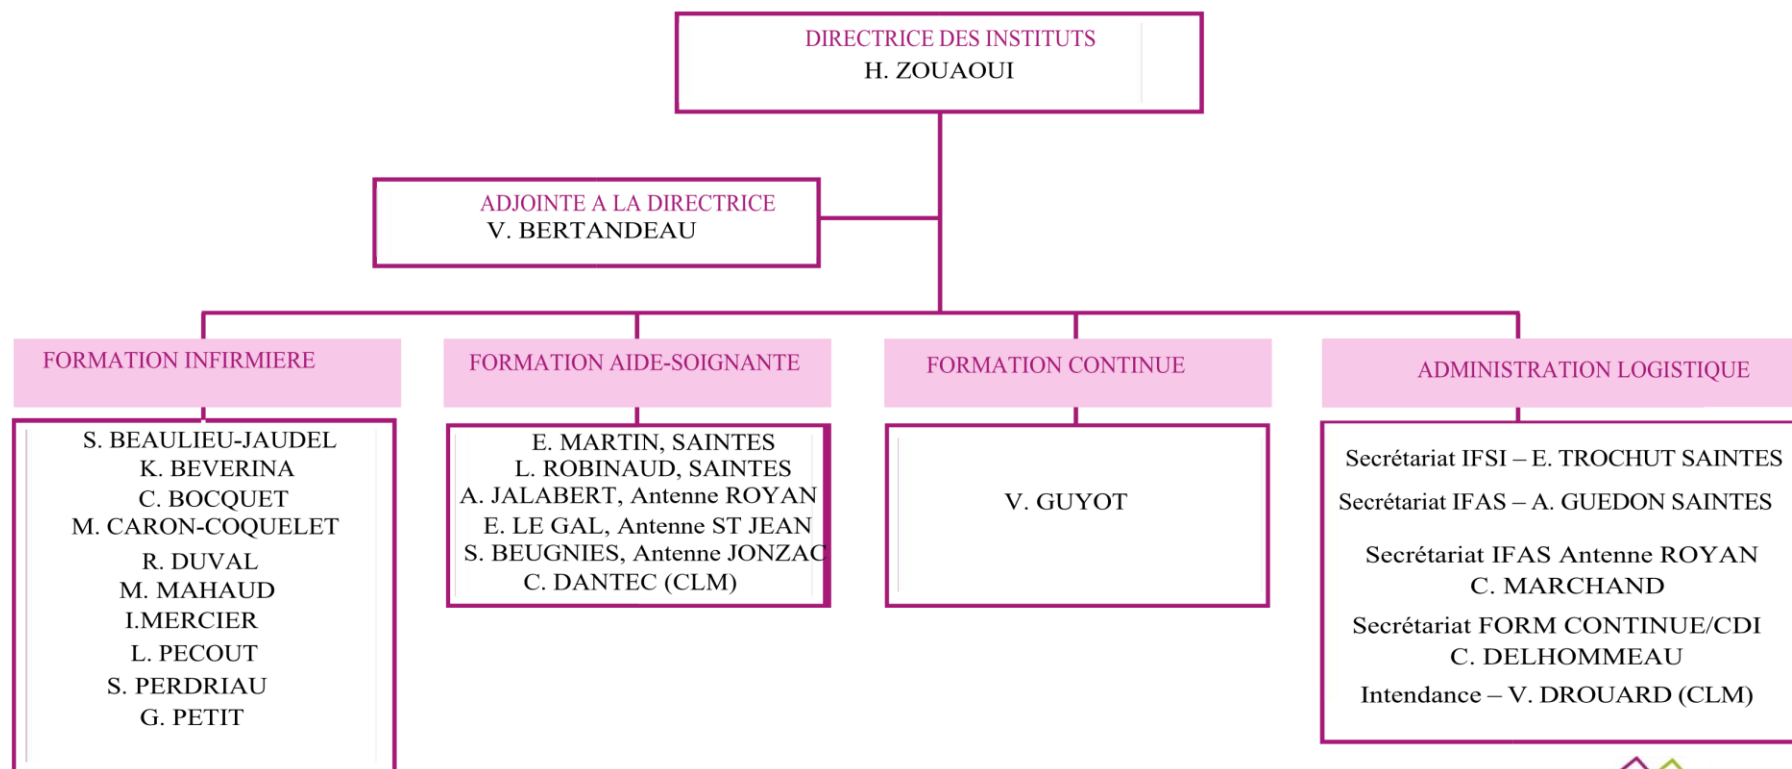 DIRECTRICE DES INSTITUTS
H. ZOUAOUI
ADJOINTE A LA DIRECTRICE
V. BERTANDEAU
FORMATION INFIRMIERE
S. BEAULIEU-JAUDEL
K. BEVERINA
C. BOCQUET
M. CARON-COQUELET
R. DUVAL
M. MAHAUD
I.MERCIER
L. PECOUT
S. PERDRIAU
G. PETIT
FORMATION AIDE-SOIGNANTE
E. MARTIN, SAINTES
L. ROBINAUD, SAINTES
A. JALABERT, Antenne ROYAN
E. LE GAL, Antenne ST JEAN
S. BEUGNIES, Antenne JONZAC
C. DANTEC (CLM)
FORMATION CONTINUE
V. GUYOT
ADMINISTRATION LOGISTIQUE
Secrétariat IFSI – E. TROCHUT SAINTES
Secrétariat IFAS – A. GUEDON SAINTES
Secrétariat IFAS Antenne ROYAN
C. MARCHAND
Secrétariat FORM CONTINUE/CDI
C. DELHOMMEAU
Intendance – V. DROUARD (CLM)